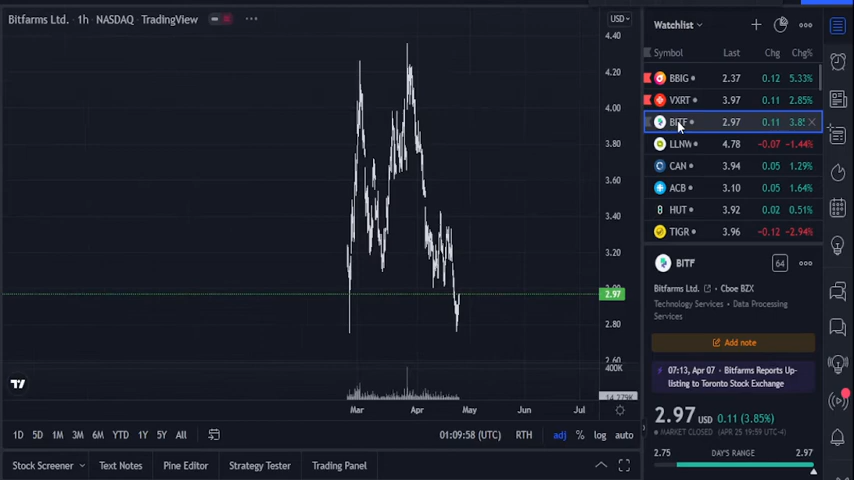 Bitfarms Ltd. · 1h · NASDAQ · TradingView
USD
4.40
4.20
4.00
3.80
3.60
3.40
3.20
2.97
2.80
2.60
400K
Mar Apr May Jun Jul
1D 5D 1M 3M 6M YTD 1Y 5Y All
01:09:58 (UTC) RTH adj % log auto
Stock Screener Text Notes Pine Editor Strategy Tester Trading Panel
Watchlist
Symbol Last Chg Chg%
BBIG 2.37 0.12 5.33%
VXRT 3.97 0.11 2.85%
BITF 2.97 0.11 3.85
LLNW 4.78 −0.07 −1.44%
CAN 3.94 0.05 1.29%
ACB 3.10 0.05 1.64%
HUT 3.92 0.02 0.51%
TIGR 3.96 −0.12 −2.94%
BITF 64
Bitfarms Ltd. · Cboe BZX
Technology Services · Data Processing
Services
Add note
07:13, Apr 07 · Bitfarms Reports Up-
listing to Toronto Stock Exchange
2.97 USD 0.11 (3.85%)
MARKET CLOSED (APR 25 19:59 UTC-4)
2.75 DAY'S RANGE 2.97